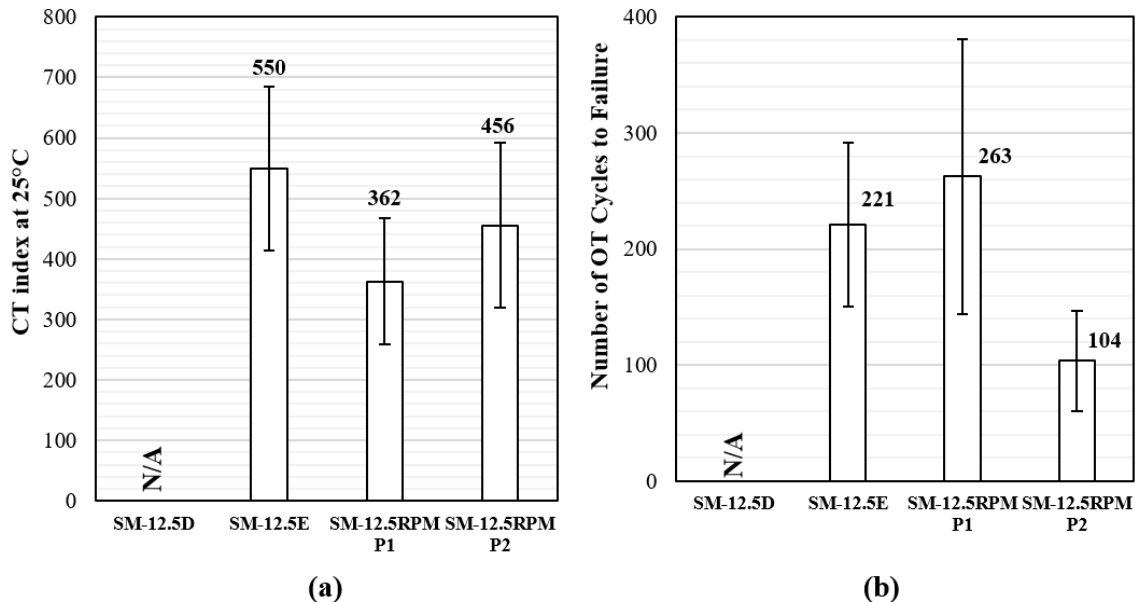 CT index at 25°C
800
700
600
500
400
300
200
100
0
N/A
550
362
456
SM-12.5D
SM-12.5E
SM-12.5RPM
P1
SM-12.5RPM
P2
(a)
Number of OT Cycles to Failure
400
300
200
100
0
N/A
221
263
104
SM-12.5D
SM-12.5E
SM-12.5RPM
P1
SM-12.5RPM
P2
(b)